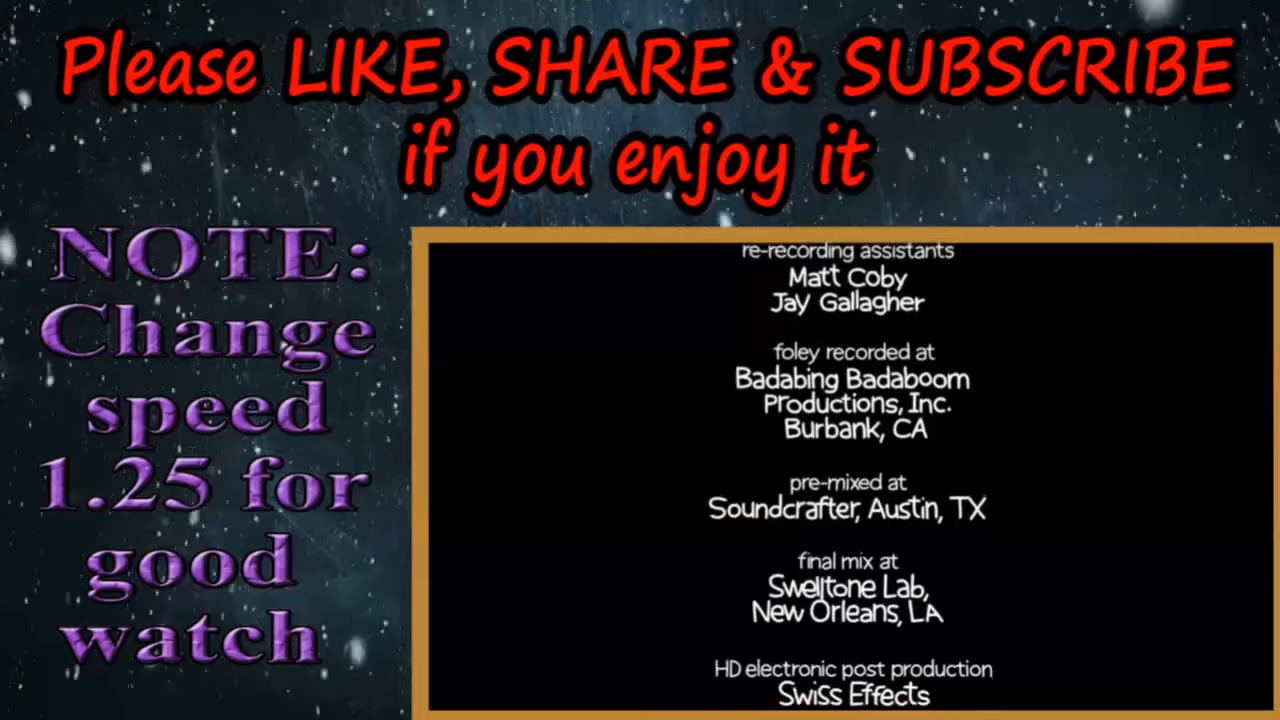 Please LIKE, SHARE & SUBSCRIBE
if you enjoy it
NOTE:
Change
speed
1.25 for
good
watch
re-recording assistants
Matt Coby
Jay Gallagher
foley recorded at
Badabing Badaboom
Productions, Inc.
Burbank, CA
pre-mixed at
Soundcrafter, Austin, TX
final mix at
Swelltone Lab,
New Orleans, LA
HD electronic post production
Swiss Effects